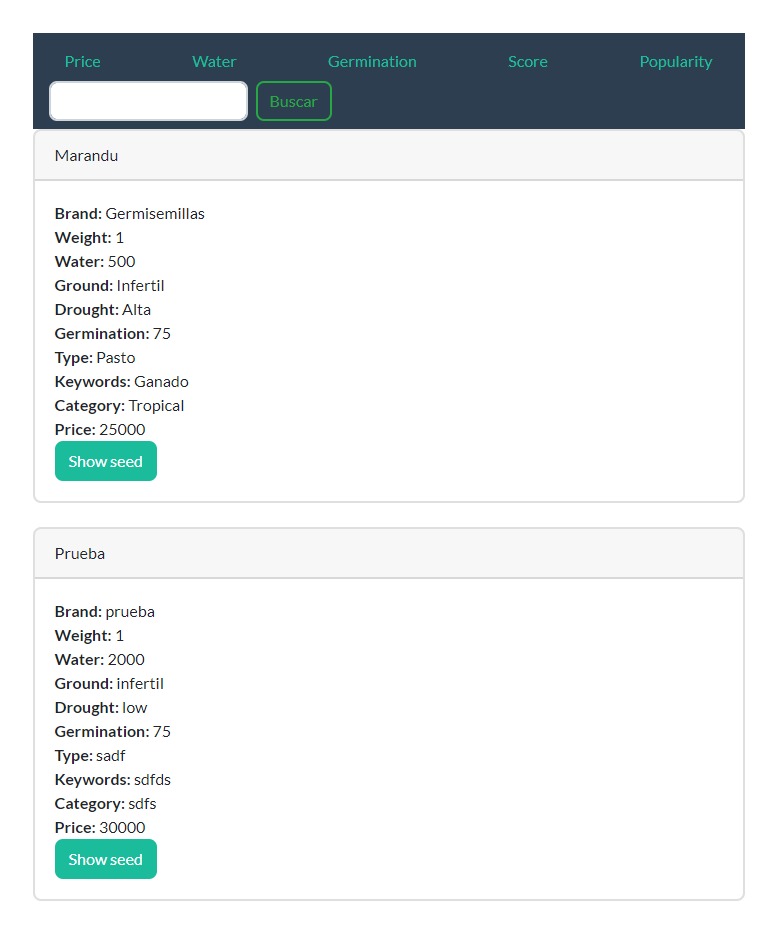 Price Water Germination Score Popularity
Buscar
Marandu
Brand: Germisemillas
Weight: 1
Water: 500
Ground: Infertil
Drought: Alta
Germination: 75
Type: Pasto
Keywords: Ganado
Category: Tropical
Price: 25000
Show seed
Prueba
Brand: prueba
Weight: 1
Water: 2000
Ground: infertil
Drought: low
Germination: 75
Type: sadf
Keywords: sdfds
Category: sdfs
Price: 30000
Show seed